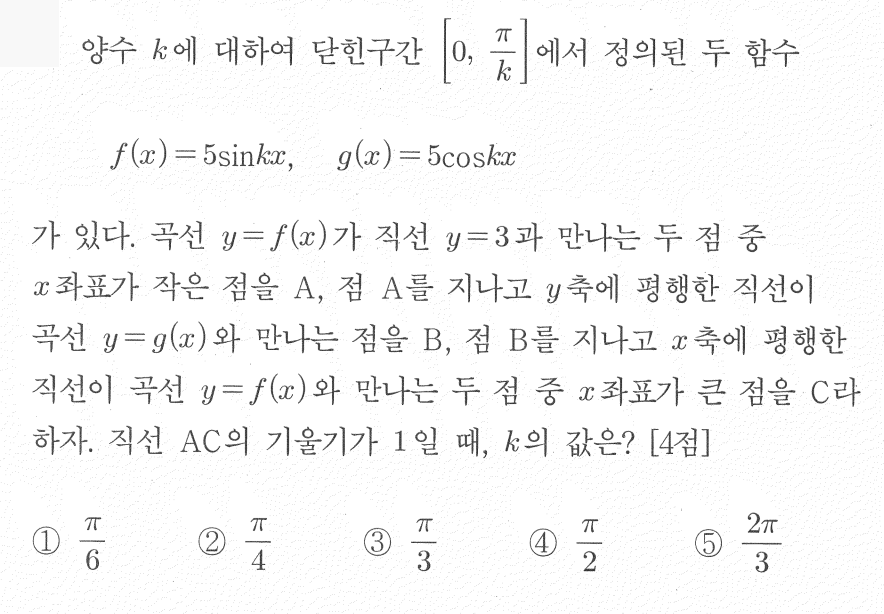 양수 k에 대하여 닫힌구간 [0, π/k]에서 정의된 두 함수
f(x)=5sinkx, g(x)=5coskx
가 있다. 곡선 y=f(x)가 직선 y=3과 만나는 두 점 중
x좌표가 작은 점을 A, 점 A를 지나고 y축에 평행한 직선이
곡선 y=g(x)와 만나는 점을 B, 점 B를 지나고 x축에 평행한
직선이 곡선 y=f(x)와 만나는 두 점 중 x좌표가 큰 점을 C라
하자. 직선 AC의 기울기가 1일 때, k의 값은? [4점]
① π/6 ② π/4 ③ π/3 ④ π/2 ⑤ 2π/3